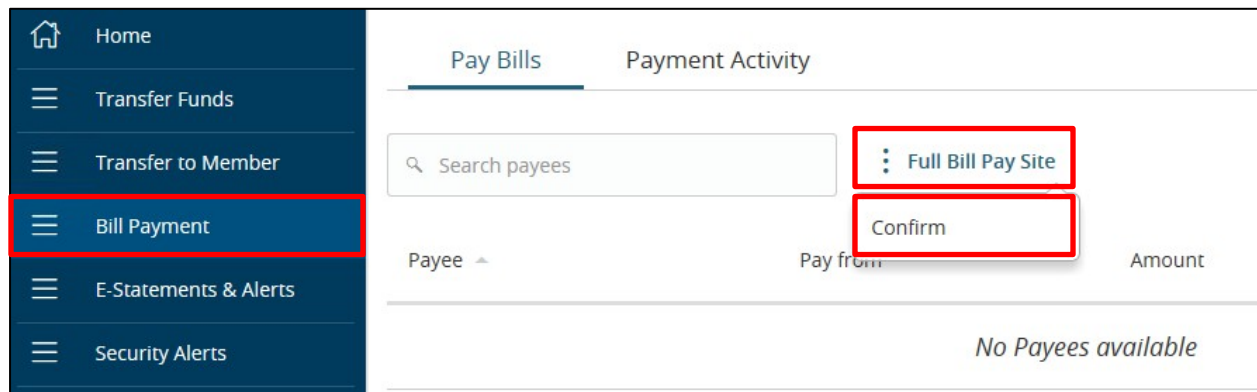 Home
Transfer Funds
Transfer to Member
Bill Payment
E-Statements & Alerts
Security Alerts
Pay Bills Payment Activity
Search payees
Full Bill Pay Site
Confirm
Payee Pay from Amount
No Payees available